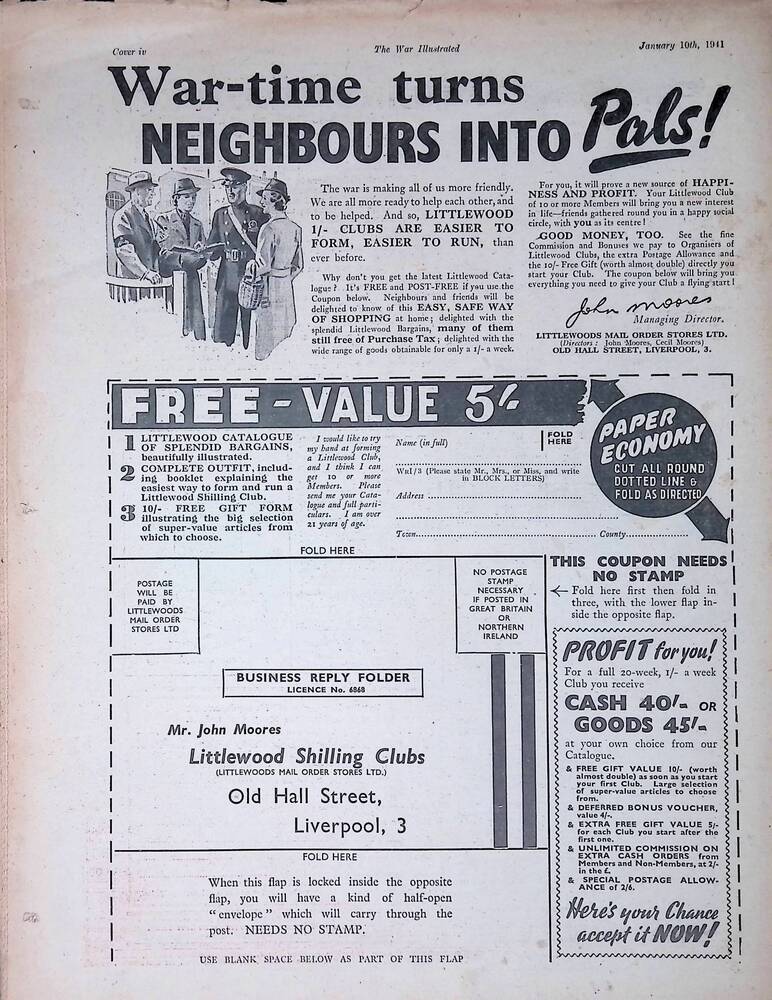 Cover iv
The War Illustrated
January 10th, 1941
War-time turns
NEIGHBOURS INTO Pals!
The war is making all of us more friendly.
We are all more ready to help each other, and
to be helped. And so, LITTLEWOOD
1/- CLUBS ARE EASIER TO
FORM, EASIER TO RUN, than
ever before.
Why don't you get the latest Littlewood Cata-
logue? It's FREE and POST-FREE if you use the
Coupon below. Neighbours and friends will be
delighted to know of this EASY, SAFE WAY
OF SHOPPING at home; delighted with the
splendid Littlewood Bargains, many of them
still free of Purchase Tax; delighted with the
wide range of goods obtainable for only a 1/- a week.
For you, it will prove a new source of HAPPI-
NESS AND PROFIT. Your Littlewood Club
of 10 or more Members will bring you a new interest
in life—friends gathered round you in a happy social
circle, with you as its centre!
GOOD MONEY, TOO. See the fine
Commission and Bonuses we pay to Organisers of
Littlewood Clubs, the extra Postage Allowance and
the 10/- Free Gift (worth almost double) directly you
start your Club. The coupon below will bring you
everything you need to give your Club a flying start!
John Moores
Managing Director.
LITTLEWOODS MAIL ORDER STORES LTD.
(Directors: John Moores, Cecil Moores)
OLD HALL STREET, LIVERPOOL, 3.
FREE - VALUE 5/-
1 LITTLEWOOD CATALOGUE
OF SPLENDID BARGAINS,
beautifully illustrated.
2 COMPLETE OUTFIT, includ-
ing booklet explaining the
easiest way to form and run a
Littlewood Shilling Club.
3 10/- FREE GIFT FORM
illustrating the big selection
of super-value articles from
which to choose.
I would like to try
my hand at forming
a Littlewood Club,
and I think I can
get 10 or more
Members. Please
send me your Cata-
logue and full parti-
culars. I am over
21 years of age.
Name (in full)
WuI/3 (Please state Mr., Mrs., or Miss, and write
in BLOCK LETTERS)
Address
Town County
FOLD
HERE
PAPER
ECONOMY
CUT ALL ROUND
DOTTED LINE &
FOLD AS DIRECTED
FOLD HERE
POSTAGE
WILL BE
PAID BY
LITTLEWOODS
MAIL ORDER
STORES LTD
NO POSTAGE
STAMP
NECESSARY
IF POSTED IN
GREAT BRITAIN
OR
NORTHERN
IRELAND
BUSINESS REPLY FOLDER
LICENCE No. 6868
Mr. John Moores
Littlewood Shilling Clubs
(LITTLEWOODS MAIL ORDER STORES LTD.)
Old Hall Street,
Liverpool, 3
FOLD HERE
When this flap is locked inside the opposite
flap, you will have a kind of half-open
"envelope" which will carry through the
post. NEEDS NO STAMP.
USE BLANK SPACE BELOW AS PART OF THIS FLAP
THIS COUPON NEEDS
NO STAMP
← Fold here first then fold in
three, with the lower flap in-
side the opposite flap.
PROFIT for you!
For a full 20-week, 1/- a week
Club you receive
CASH 40/- OR
GOODS 45/-
at your own choice from our
Catalogue.
& FREE GIFT VALUE 10/- (worth
almost double) as soon as you start
your first Club. Large selection
of super-value articles to choose
from.
& DEFERRED BONUS VOUCHER,
value 4/-.
& EXTRA FREE GIFT VALUE 5/-
for each Club you start after the
first one.
& UNLIMITED COMMISSION ON
EXTRA CASH ORDERS from
Members and Non-Members, at 2/-
in the £.
& SPECIAL POSTAGE ALLOW-
ANCE of 2/6.
Here's your Chance
accept it NOW!